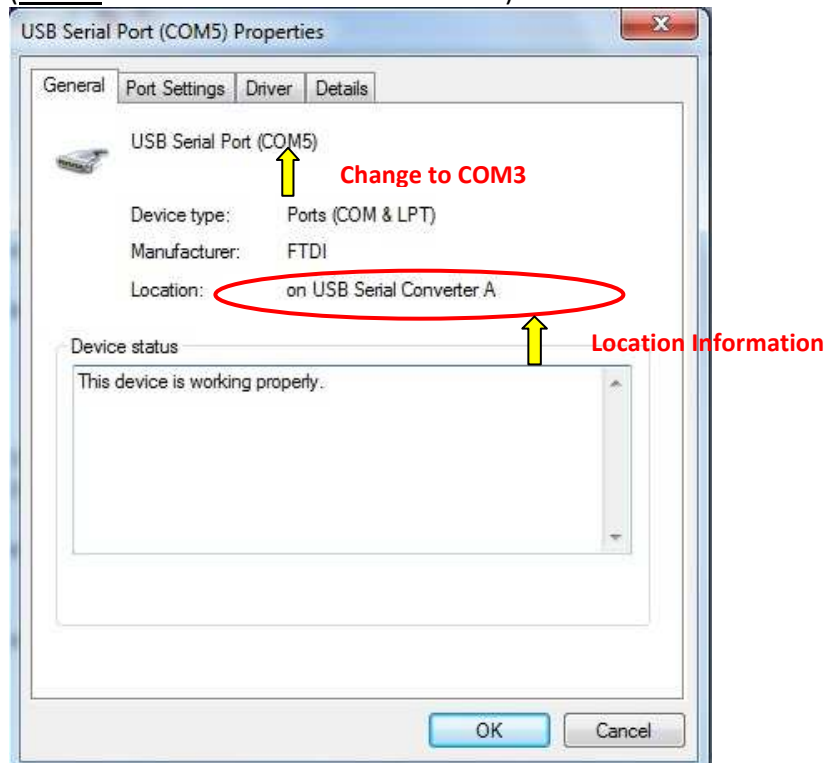 USB Serial Port (COM5) Properties
General Port Settings Driver Details
USB Serial Port (COM5)
Change to COM3
Device type: Ports (COM & LPT)
Manufacturer: FTDI
Location: on USB Serial Converter A
Location Information
Device status
This device is working properly.
OK Cancel